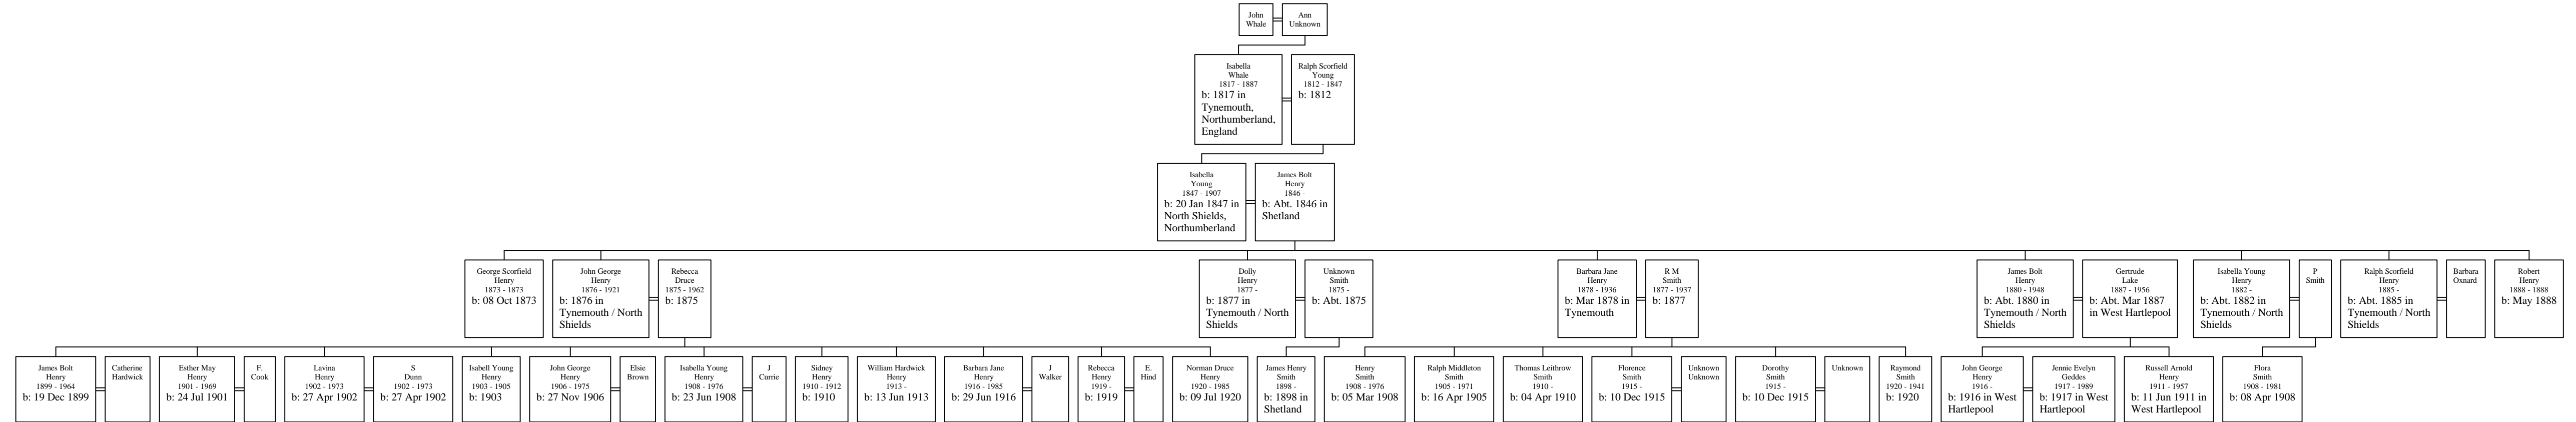 John
Whale
Ann
Unknown
Isabella
Whale
1817 - 1887
b: 1817 in
Tynemouth,
Northumberland,
England
Ralph Scorfield
Young
1812 - 1847
b: 1812
Isabella
Young
1847 - 1907
b: 20 Jan 1847 in
North Shields,
Northumberland
James Bolt
Henry
1846 -
b: Abt. 1846 in
Shetland
George Scorfield
Henry
1873 - 1873
b: 08 Oct 1873
John George
Henry
1876 - 1921
b: 1876 in
Tynemouth / North
Shields
Rebecca
Druce
1875 - 1962
b: 1875
Dolly
Henry
1877 -
b: 1877 in
Tynemouth / North
Shields
Unknown
Smith
1875 -
b: Abt. 1875
Barbara Jane
Henry
1878 - 1936
b: Mar 1878 in
Tynemouth
R M
Smith
1877 - 1937
b: 1877
James Bolt
Henry
1880 - 1948
b: Abt. 1880 in
Tynemouth / North
Shields
Gertrude
Lake
1887 - 1956
b: Abt. Mar 1887
in West Hartlepool
Isabella Young
Henry
1882 -
b: Abt. 1882 in
Tynemouth / North
Shields
P
Smith
Ralph Scorfield
Henry
1885 -
b: Abt. 1885 in
Tynemouth / North
Shields
Barbara
Oxnard
Robert
Henry
1888 - 1888
b: May 1888
James Bolt
Henry
1899 - 1964
b: 19 Dec 1899
Catherine
Hardwick
Esther May
Henry
1901 - 1969
b: 24 Jul 1901
F.
Cook
Lavina
Henry
1902 - 1973
b: 27 Apr 1902
S
Dunn
1902 - 1973
b: 27 Apr 1902
Isabell Young
Henry
1903 - 1905
b: 1903
John George
Henry
1906 - 1975
b: 27 Nov 1906
Elsie
Brown
Isabella Young
Henry
1908 - 1976
b: 23 Jun 1908
J
Currie
Sidney
Henry
1910 - 1912
b: 1910
William Hardwick
Henry
1913 -
b: 13 Jun 1913
Barbara Jane
Henry
1916 - 1985
b: 29 Jun 1916
J
Walker
Rebecca
Henry
1919 -
b: 1919
E.
Hind
Norman Druce
Henry
1920 - 1985
b: 09 Jul 1920
James Henry
Smith
1898 -
b: 1898 in
Shetland
Henry
Smith
1908 - 1976
b: 05 Mar 1908
Ralph Middleton
Smith
1905 - 1971
b: 16 Apr 1905
Thomas Leithrow
Smith
1910 -
b: 04 Apr 1910
Florence
Smith
1915 -
b: 10 Dec 1915
Unknown
Unknown
Dorothy
Smith
1915 -
b: 10 Dec 1915
Unknown
Raymond
Smith
1920 - 1941
b: 1920
John George
Henry
1916 -
b: 1916 in West
Hartlepool
Jennie Evelyn
Geddes
1917 - 1989
b: 1917 in West
Hartlepool
Russell Arnold
Henry
1911 - 1957
b: 11 Jun 1911 in
West Hartlepool
Flora
Smith
1908 - 1981
b: 08 Apr 1908